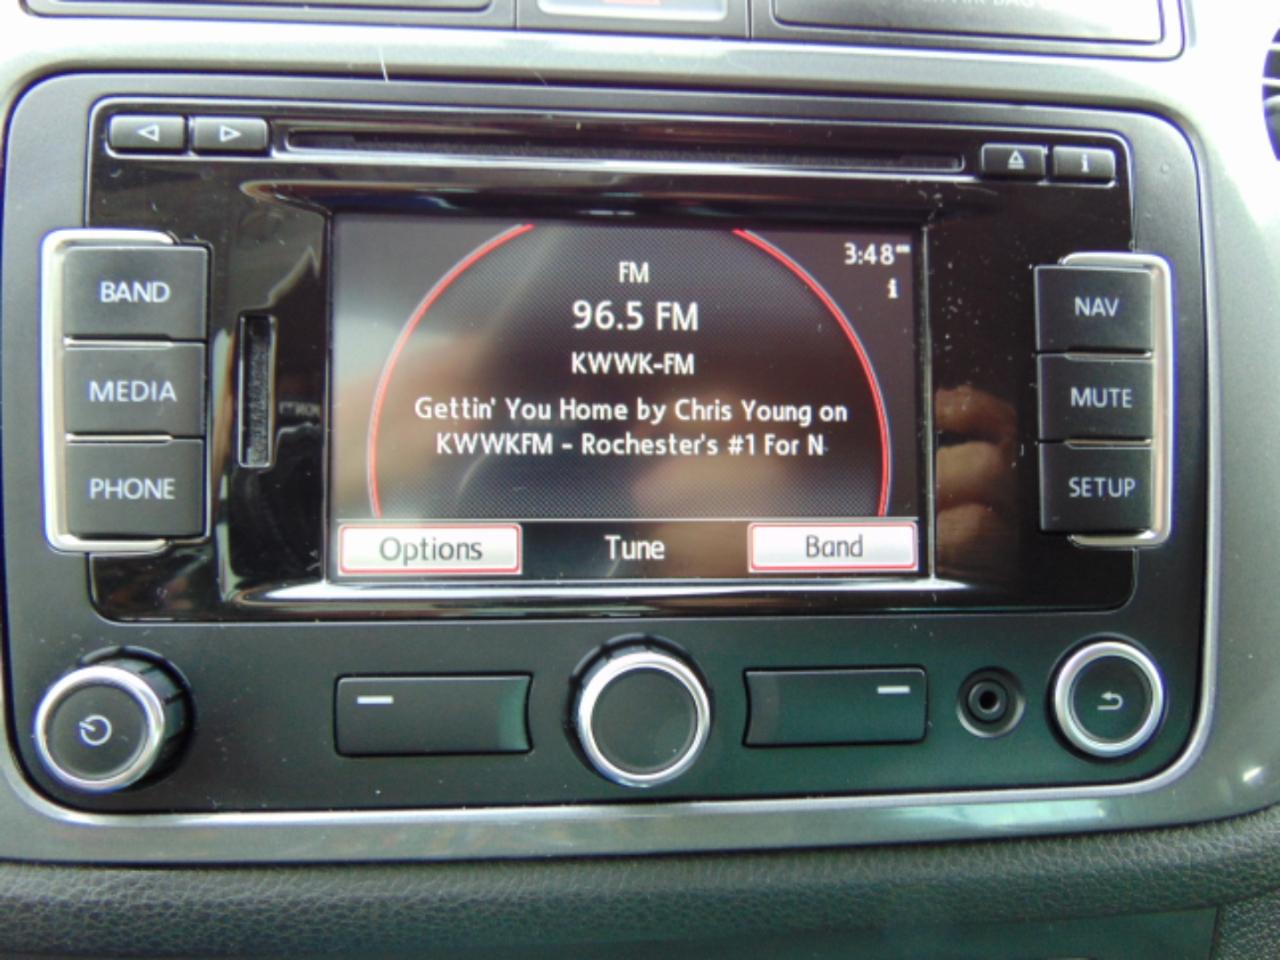 BAND
MEDIA
PHONE
FM
3:48
i
96.5 FM
KWWK-FM
Gettin' You Home by Chris Young on
KWWKFM - Rochester's #1 For N
Options
Tune
Band
i
NAV
MUTE
SETUP